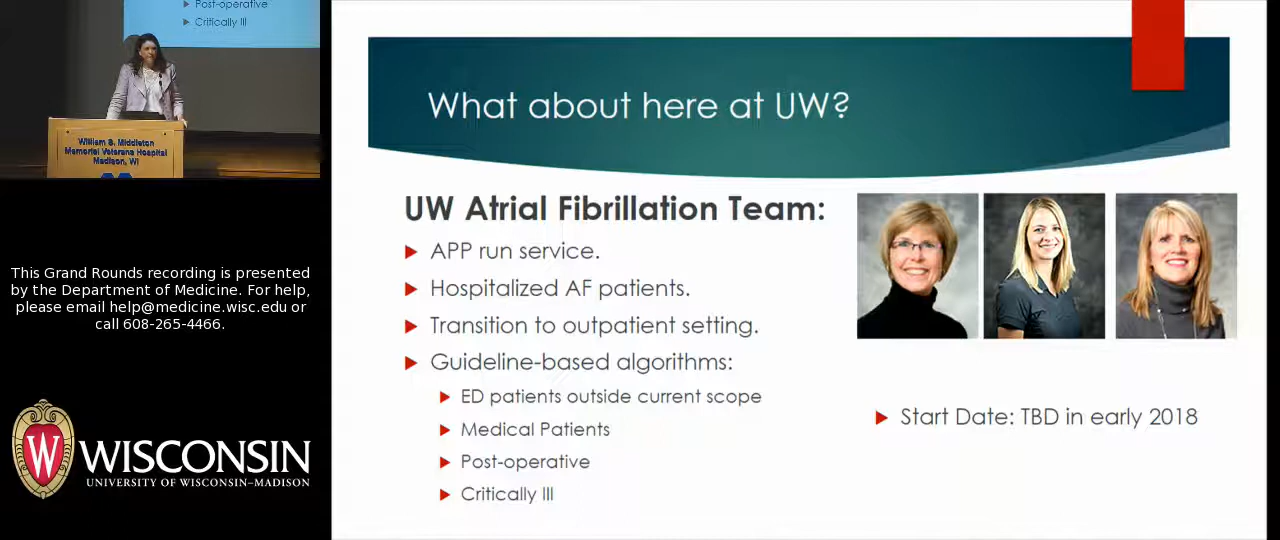 Post-operative
Critically Ill
William S. Middleton
Memorial Veterans Hospital
Madison, WI
This Grand Rounds recording is presented
by the Department of Medicine. For help,
please email help@medicine.wisc.edu or
call 608-265-4466.
W
WISCONSIN
UNIVERSITY OF WISCONSIN–MADISON
What about here at UW?
UW Atrial Fibrillation Team:
APP run service.
Hospitalized AF patients.
Transition to outpatient setting.
Guideline-based algorithms:
ED patients outside current scope
Medical Patients
Post-operative
Critically Ill
Start Date: TBD in early 2018